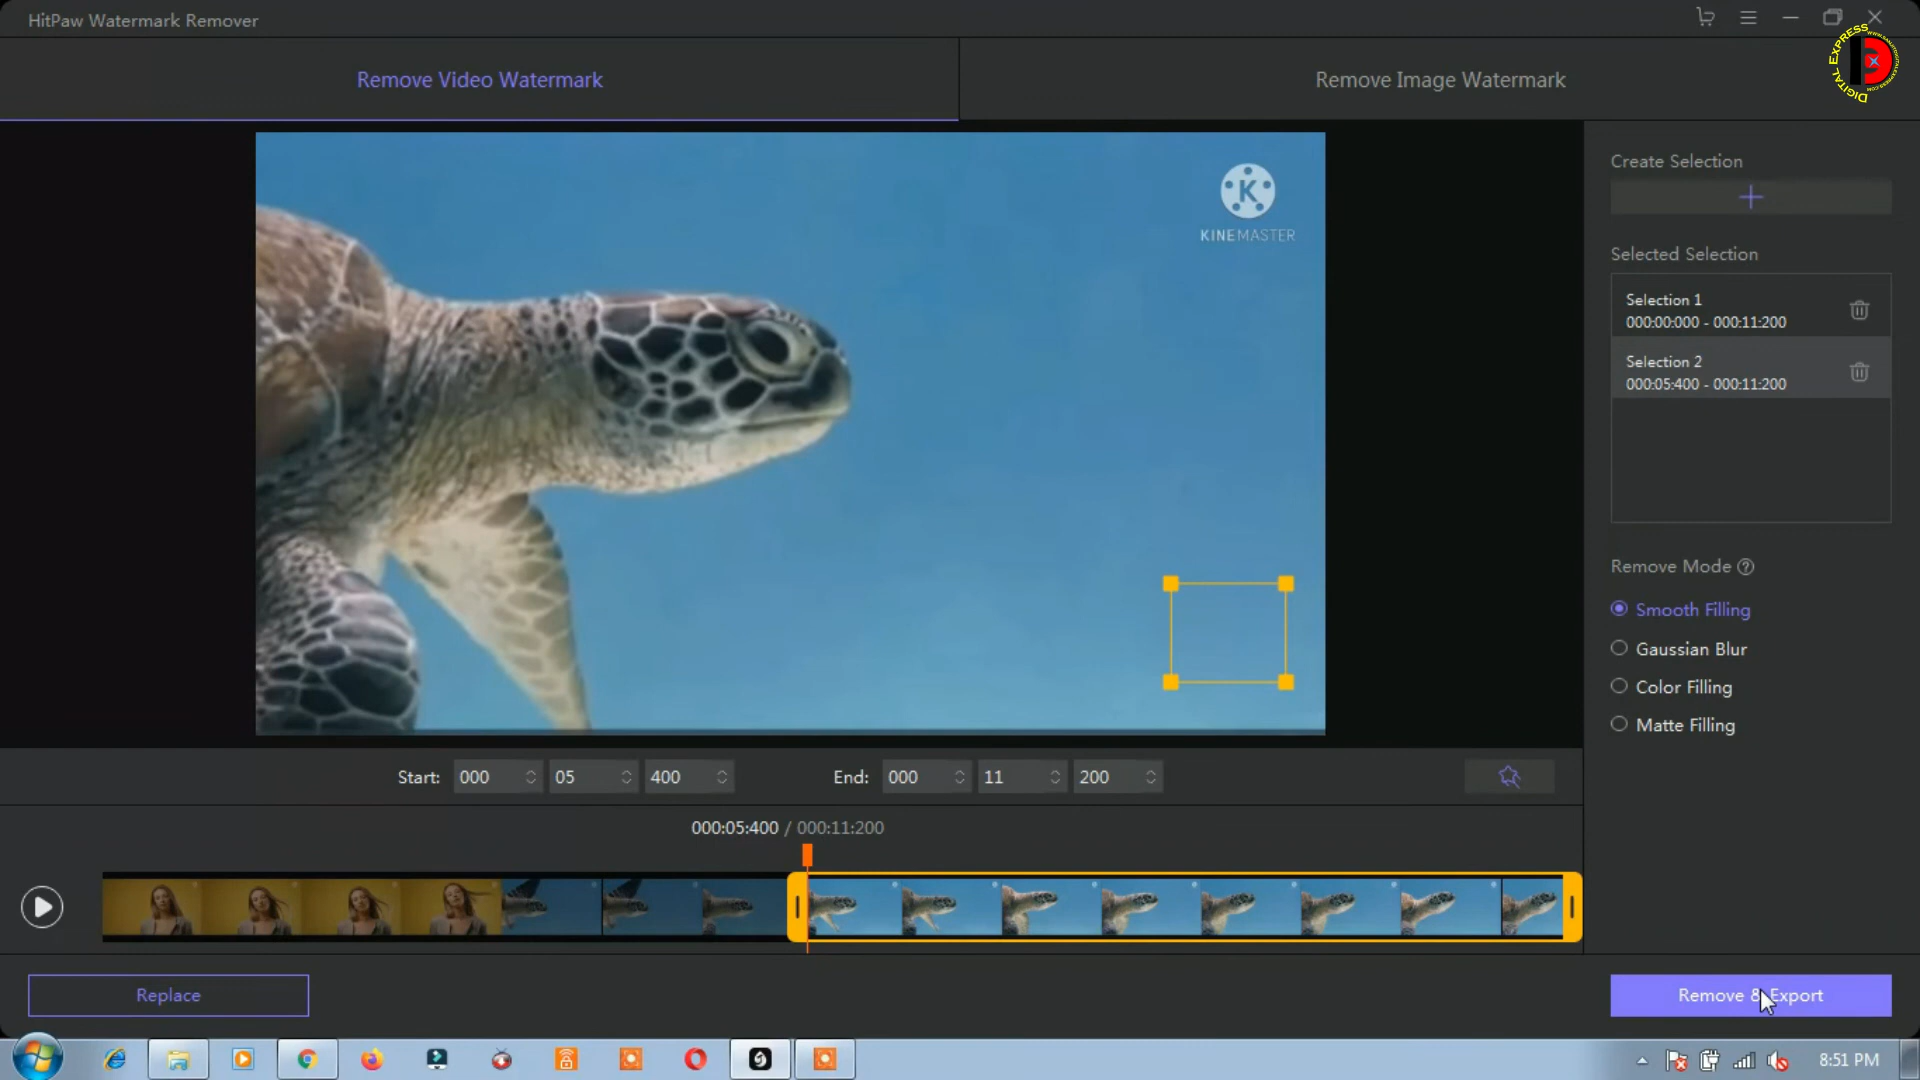 HitPaw Watermark Remover
Remove Video Watermark
Remove Image Watermark
DIGITAL EXPRESS
K
KINEMASTER
Create Selection
Selected Selection
Selection 1
000:00:000 - 000:11:200
Selection 2
000:05:400 - 000:11:200
Remove Mode
Smooth Filling
Gaussian Blur
Color Filling
Matte Filling
Start: 000 05 400 End: 000 11 200
000:05:400 / 000:11:200
Replace
Remove & Export
8:51 PM